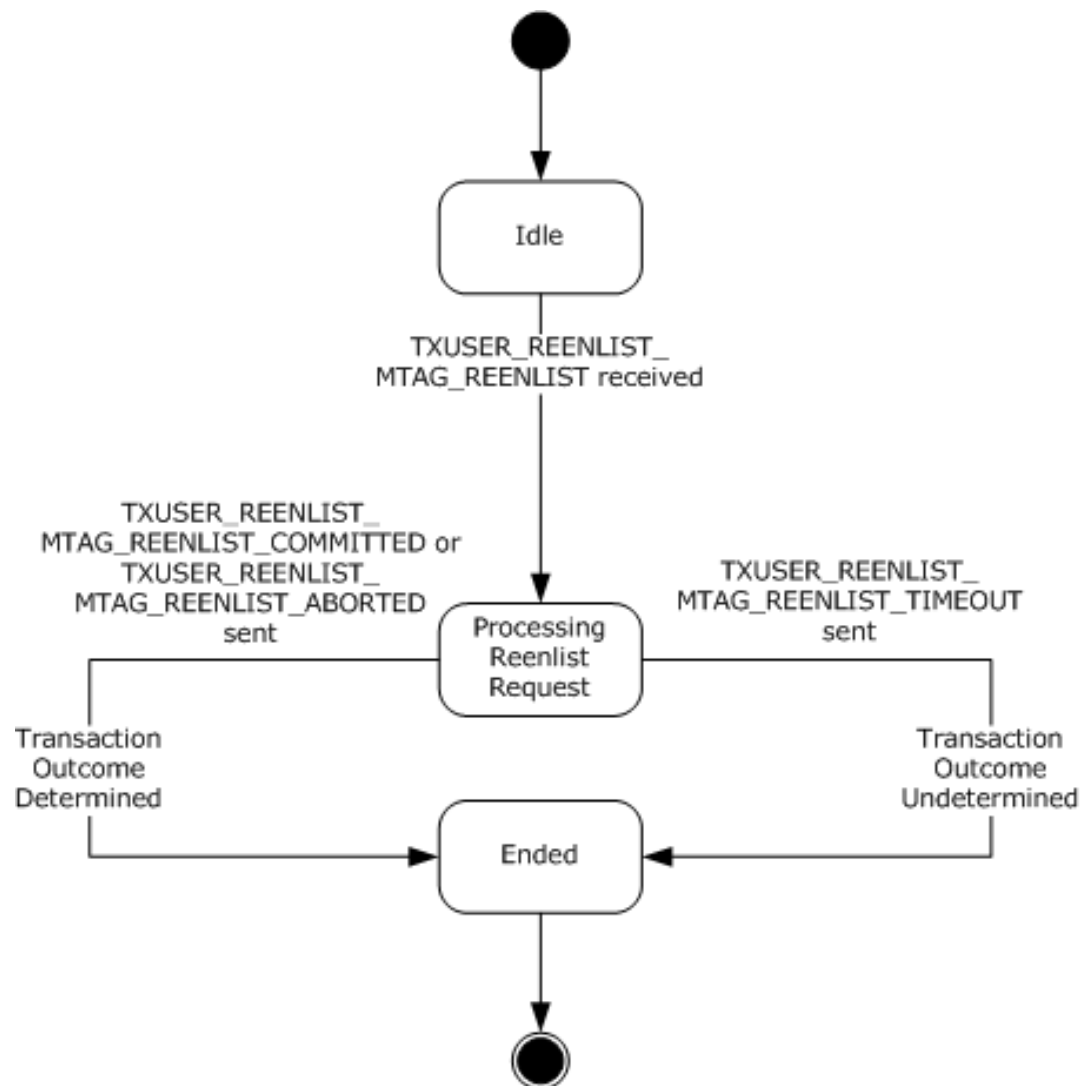 Idle
TXUSER_REENLIST_
MTAG_REENLIST received
TXUSER_REENLIST_
MTAG_REENLIST_COMMITTED or
TXUSER_REENLIST_
MTAG_REENLIST_ABORTED
sent
TXUSER_REENLIST_
MTAG_REENLIST_TIMEOUT
sent
Processing
Reenlist
Request
Transaction
Outcome
Determined
Transaction
Outcome
Undetermined
Ended